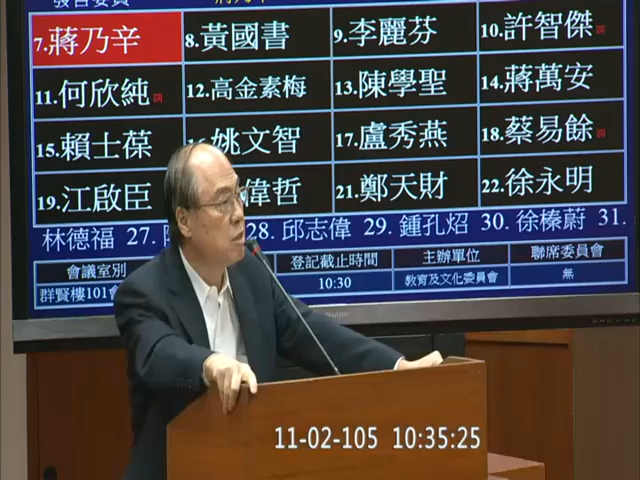 發言委員
7.蔣乃辛 8.黃國書 9.李麗芬 10.許智傑
11.何欣純 12.高金素梅 13.陳學聖 14.蔣萬安
15.賴士葆 16.姚文智 17.盧秀燕 18.蔡易餘
19.江啟臣 偉哲 21.鄭天財 22.徐永明
林德福 27. 28. 邱志偉 29. 鍾孔炤 30. 徐榛蔚 31.
會議室別 登記截止時間 主辦單位 聯席委員會
群賢樓101會 10:30 教育及文化委員會 無
SHARP
11-02-105 10:35:25